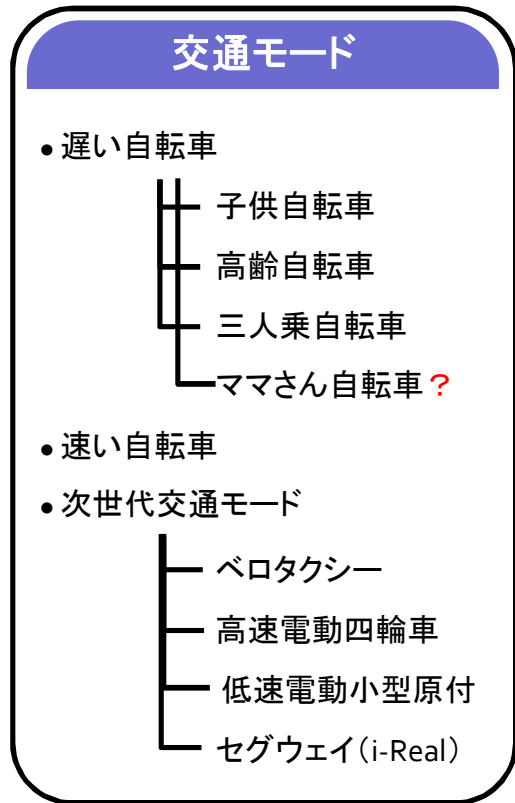 交通モード
• 遅い自転車
子供自転車
高齢自転車
三人乗自転車
ママさん自転車？
• 速い自転車
• 次世代交通モード
ベロタクシー
高速電動四輪車
低速電動小型原付
セグウェイ（i-Real）